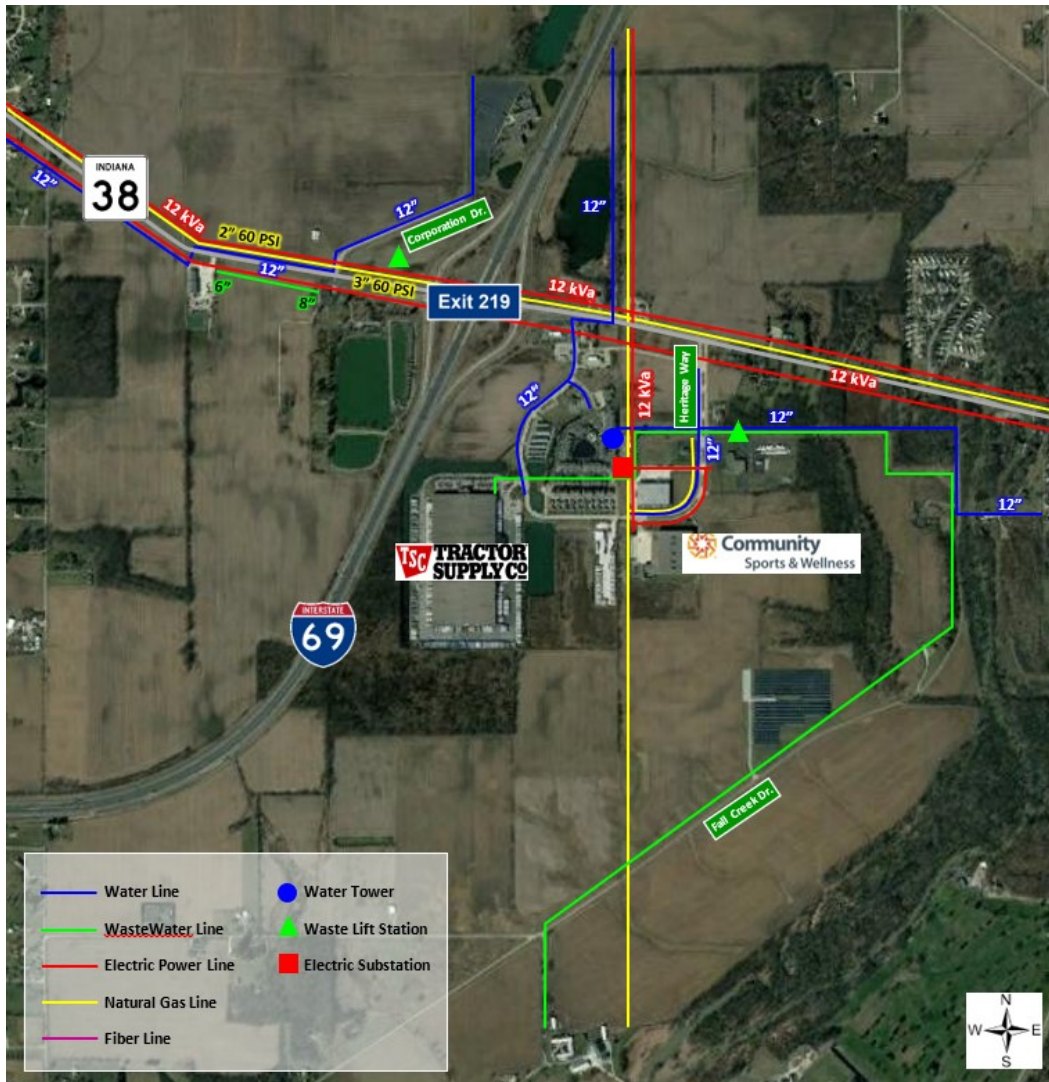 INDIANA
38
12"
12 kVa
2" 60 PSI
12"
12"
Corporation Dr.
12"
3" 60 PSI
6"
8"
Exit 219
12 kVa
12 kVa
12"
12 kVa
Heritage Way
12"
12"
12"
TSC TRACTOR
SUPPLY CO
Community
Sports & Wellness
INTERSTATE
69
Fall Creek Dr.
Water Line
WasteWater Line
Electric Power Line
Natural Gas Line
Fiber Line
Water Tower
Waste Lift Station
Electric Substation
N
W E
S